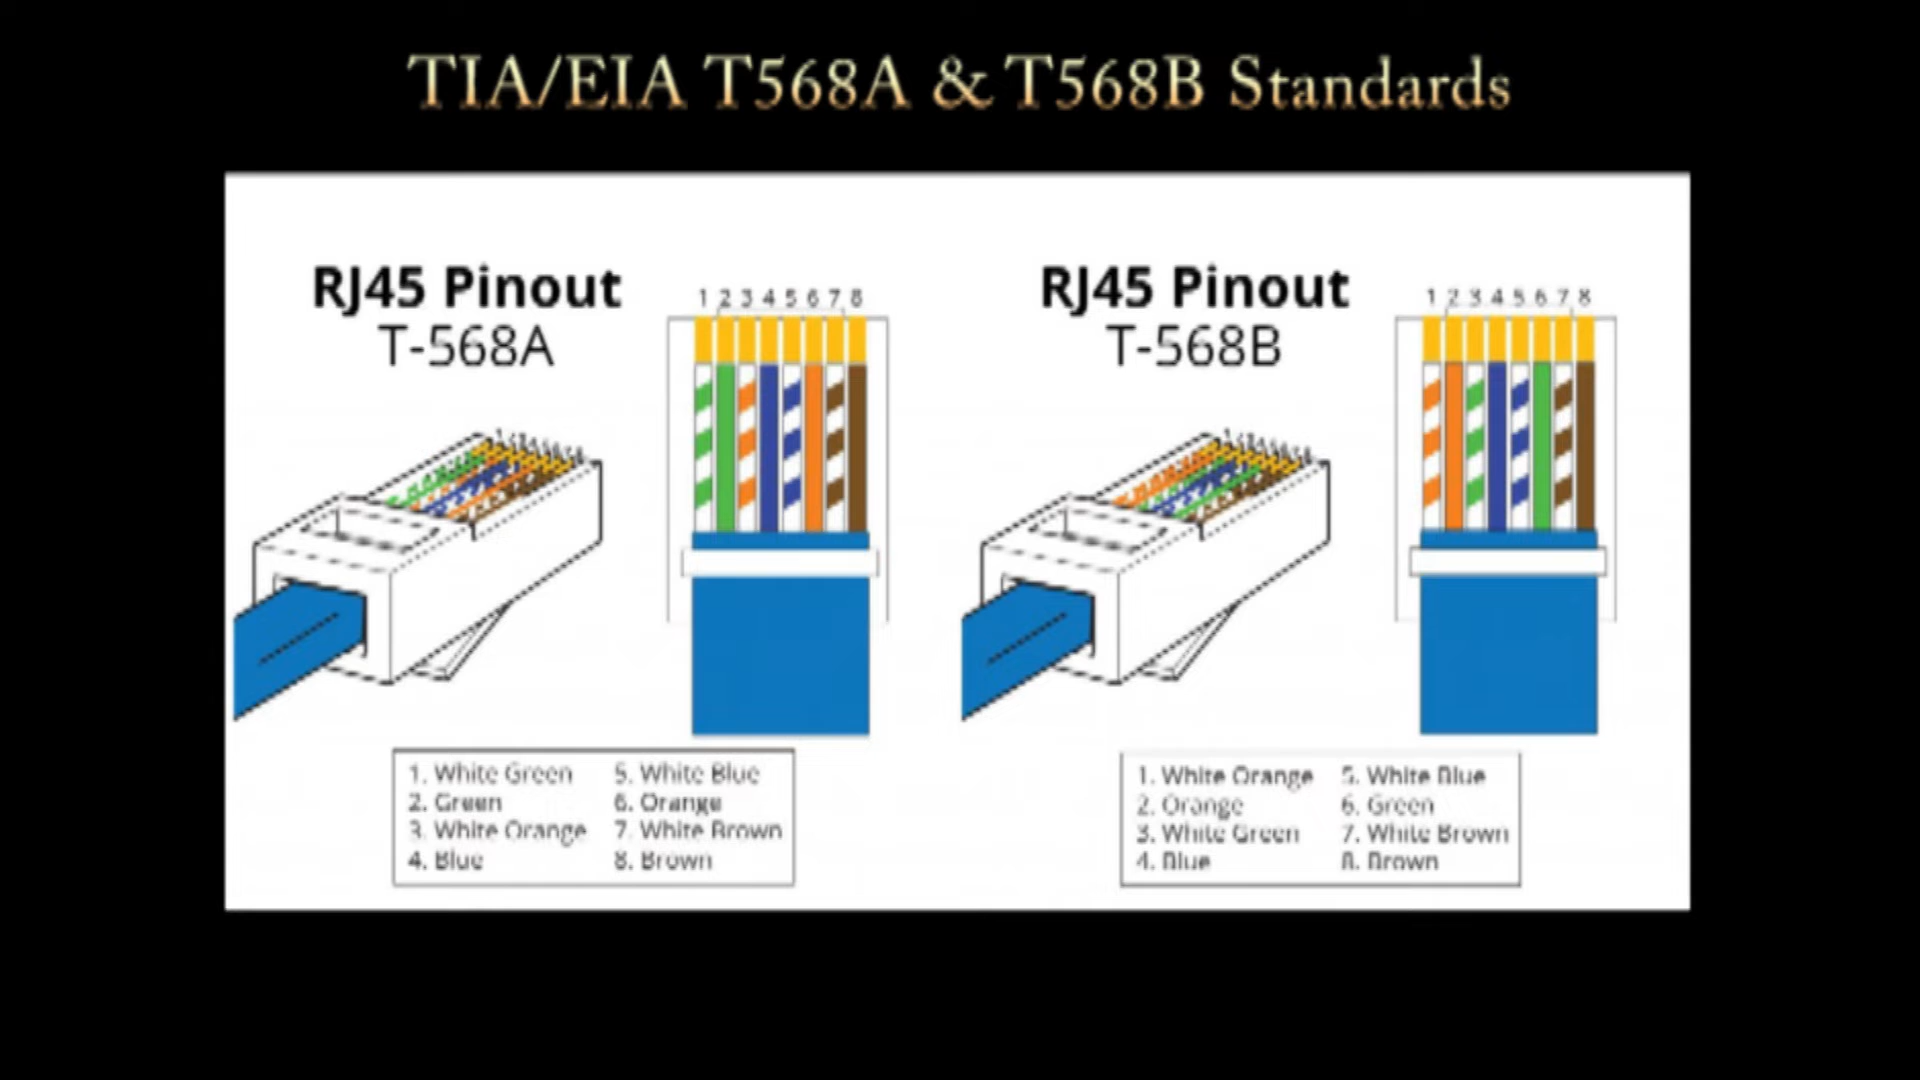 TIA/EIA T568A & T568B Standards
RJ45 Pinout
T-568A
1 2 3 4 5 6 7 8
1. White Green
2. Green
3. White Orange
4. Blue
5. White Blue
6. Orange
7. White Brown
8. Brown
RJ45 Pinout
T-568B
1 2 3 4 5 6 7 8
1. White Orange
2. Orange
3. White Green
4. Blue
5. White Blue
6. Green
7. White Brown
8. Brown